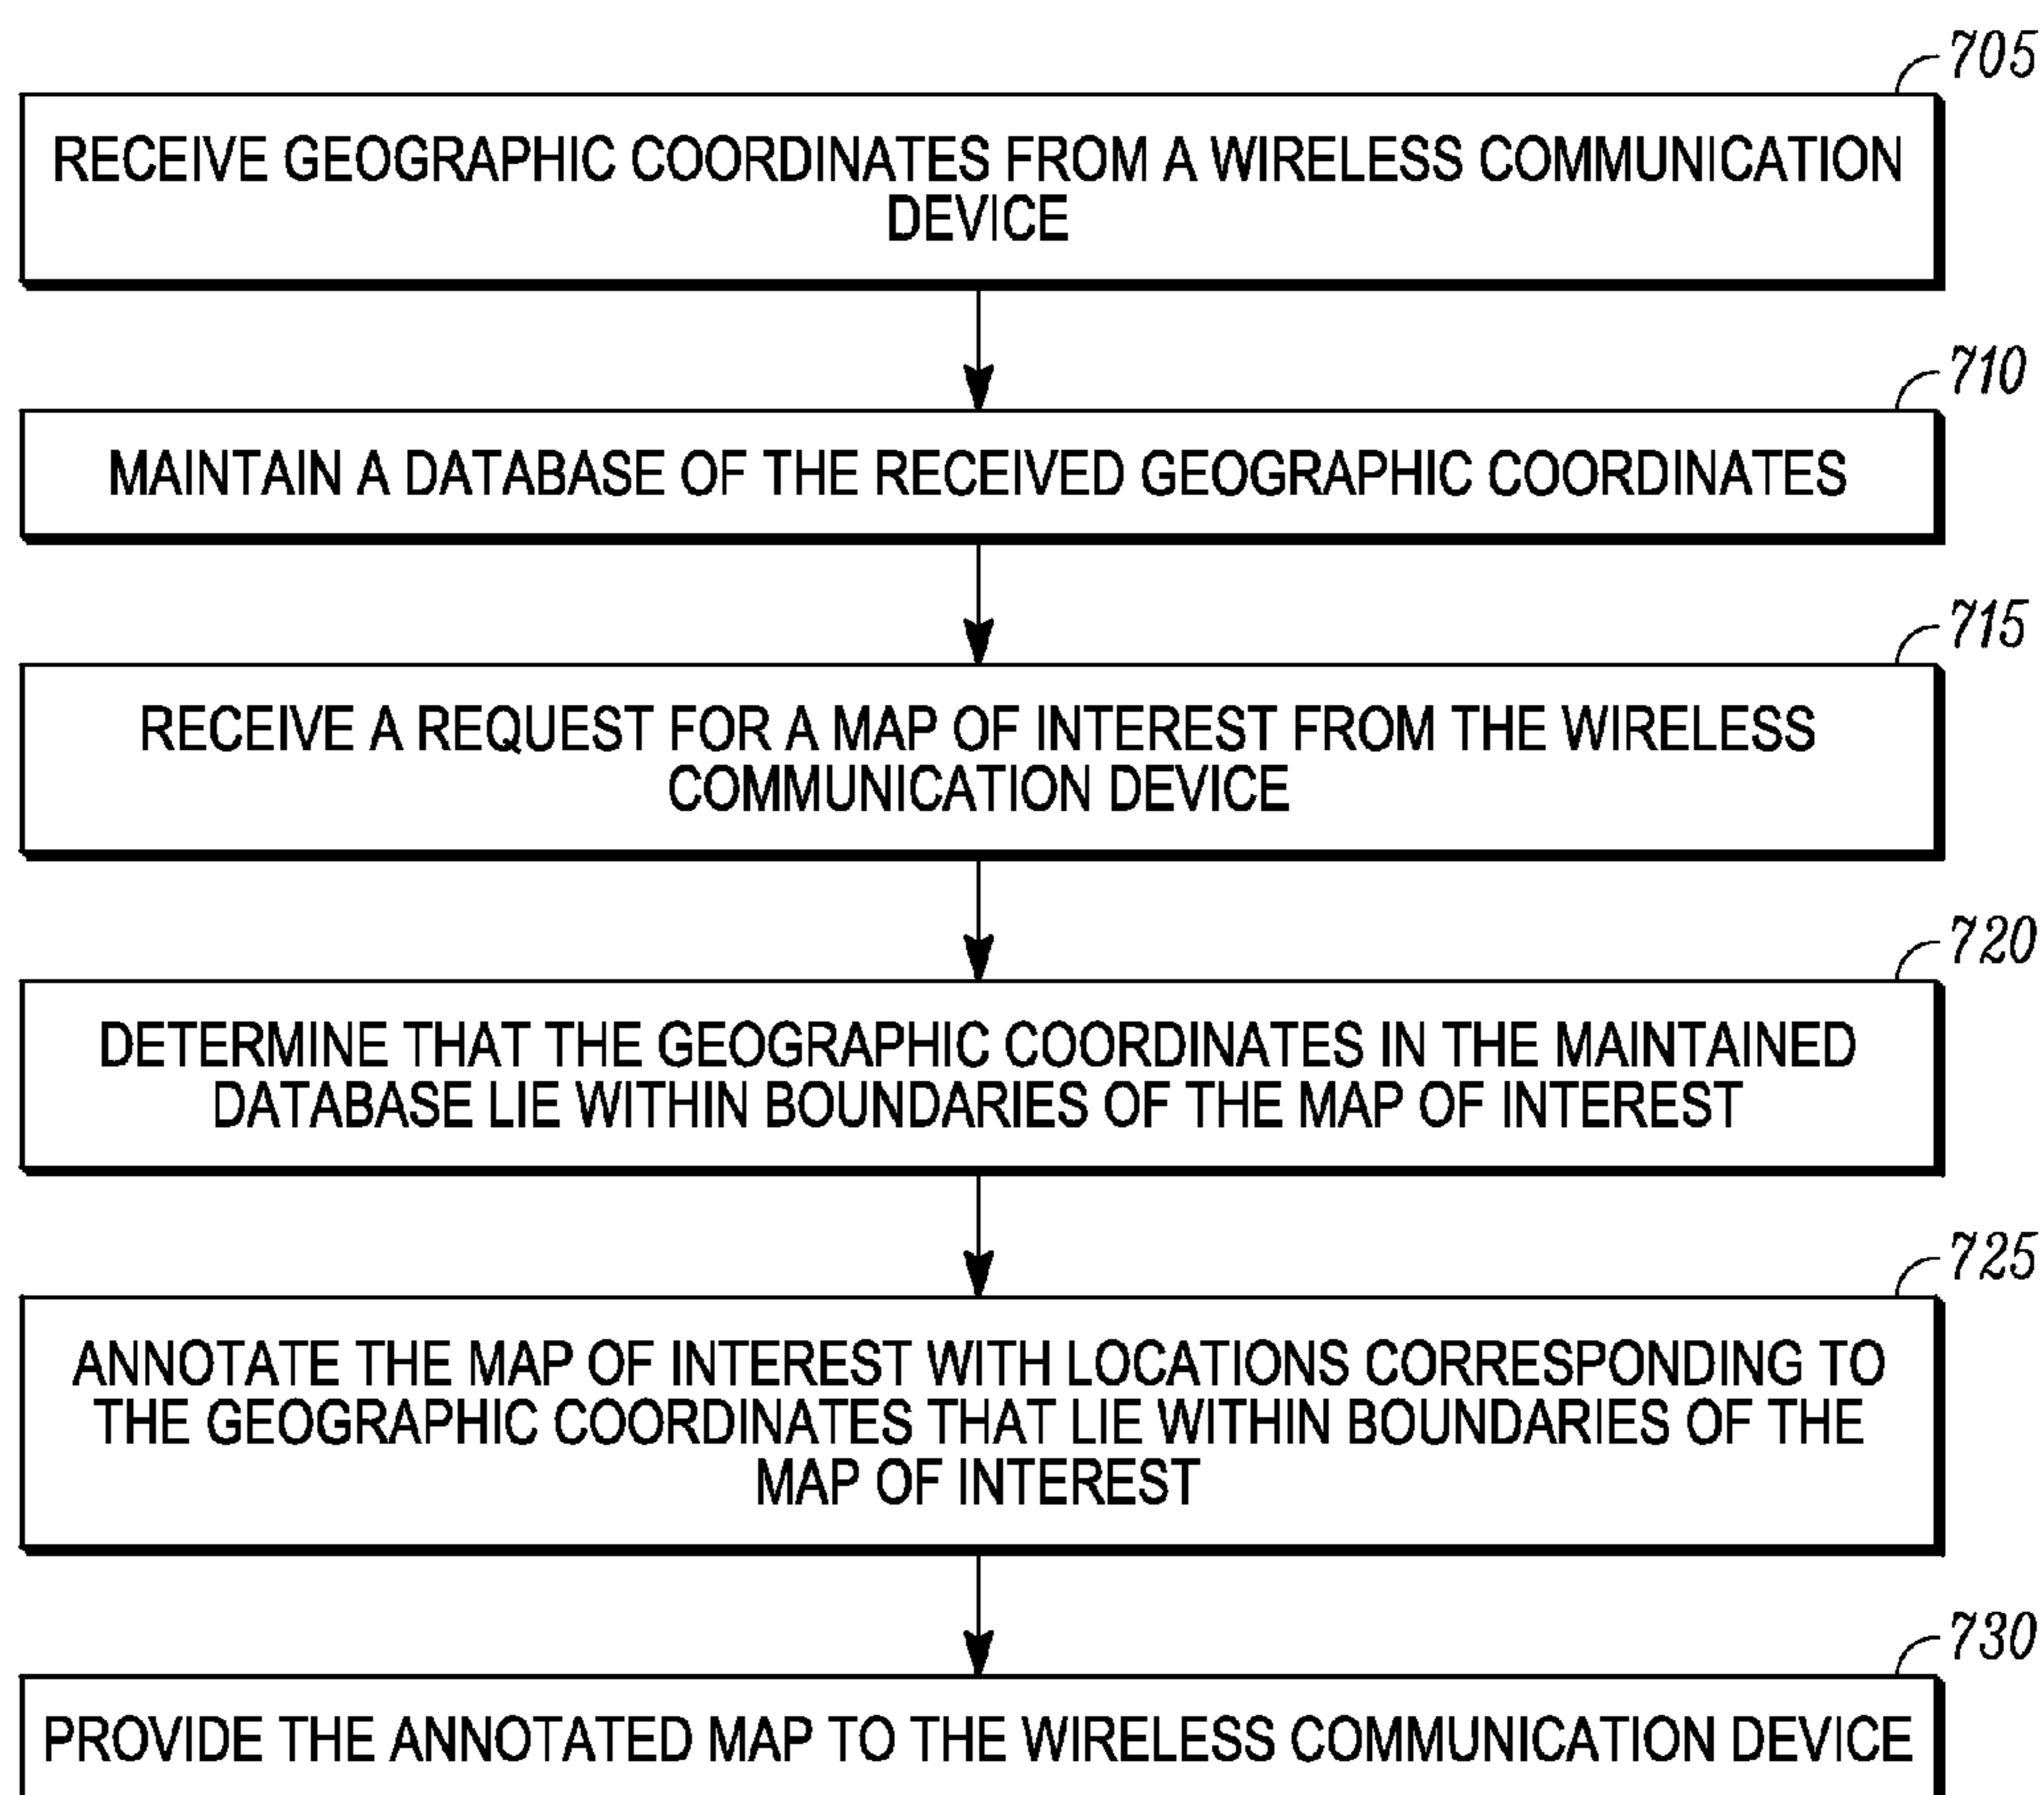 705
RECEIVE GEOGRAPHIC COORDINATES FROM A WIRELESS COMMUNICATION
DEVICE
710
MAINTAIN A DATABASE OF THE RECEIVED GEOGRAPHIC COORDINATES
715
RECEIVE A REQUEST FOR A MAP OF INTEREST FROM THE WIRELESS
COMMUNICATION DEVICE
720
DETERMINE THAT THE GEOGRAPHIC COORDINATES IN THE MAINTAINED
DATABASE LIE WITHIN BOUNDARIES OF THE MAP OF INTEREST
725
ANNOTATE THE MAP OF INTEREST WITH LOCATIONS CORRESPONDING TO
THE GEOGRAPHIC COORDINATES THAT LIE WITHIN BOUNDARIES OF THE
MAP OF INTEREST
730
PROVIDE THE ANNOTATED MAP TO THE WIRELESS COMMUNICATION DEVICE